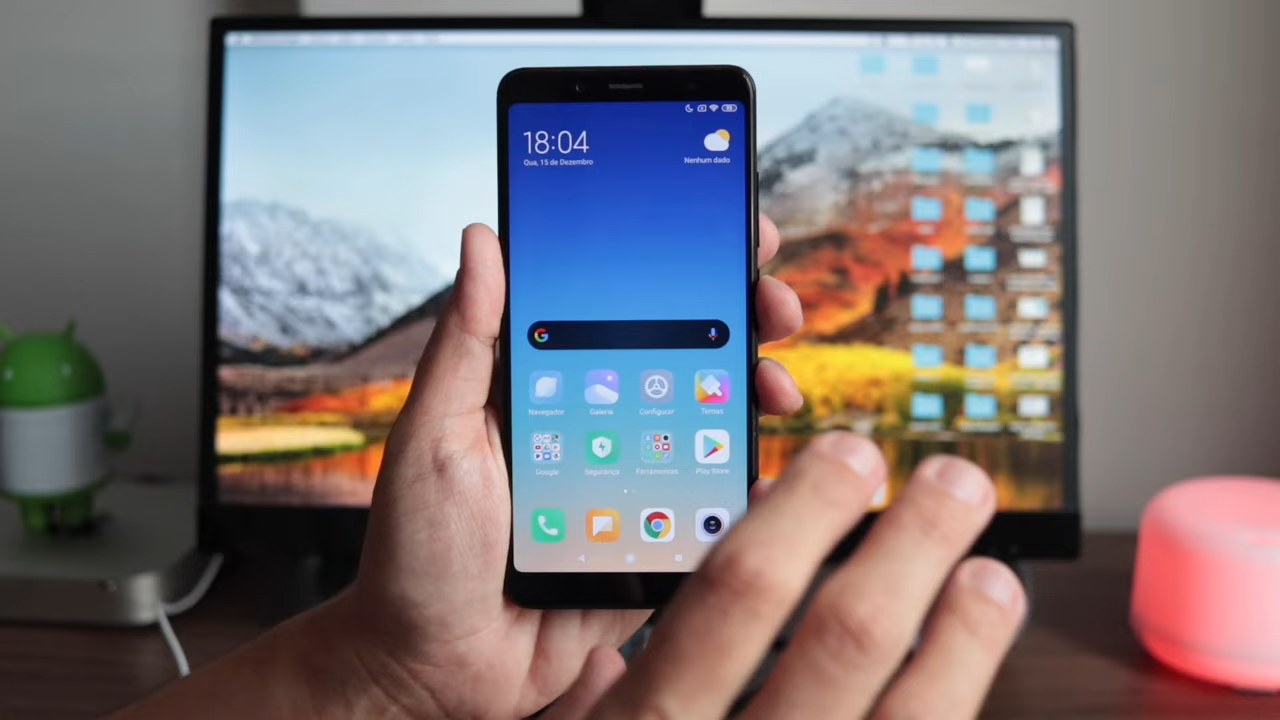 18:04
Qua, 15 de Dezembro
Nenhum dado
Navegador
Galeria
Configurar
Temas
Google
Segurança
Ferramentas
Play Store